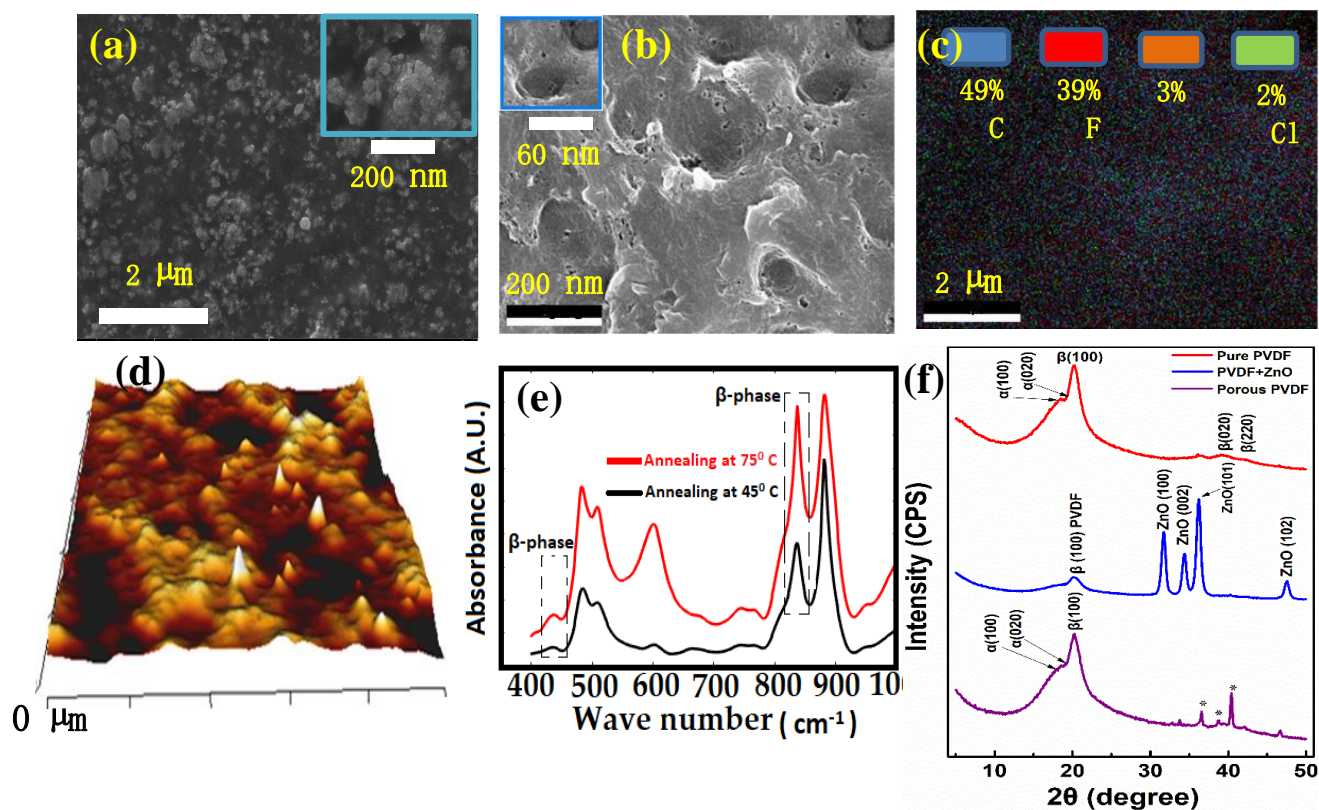 (a)
200 nm
2 μm
(b)
60 nm
200 nm
(c)
49% 39% 3% 2%
C F Cl
2 μm
(d)
0 μm
(e)
β-phase
Annealing at 75⁰ C
Annealing at 45⁰ C
β-phase
Absorbance (A.U.)
400 500 600 700 800 900 100
Wave number ( cm⁻¹ )
(f)
Pure PVDF
PVDF+ZnO
Porous PVDF
α(100)
α(020)
β(100)
β(020)
β(220)
β (100) PVDF
ZnO (100)
ZnO (002)
ZnO(101)
ZnO (102)
α(100)
α(020)
β(100)
* * *
Intensity (CPS)
10 20 30 40 50
2θ (degree)